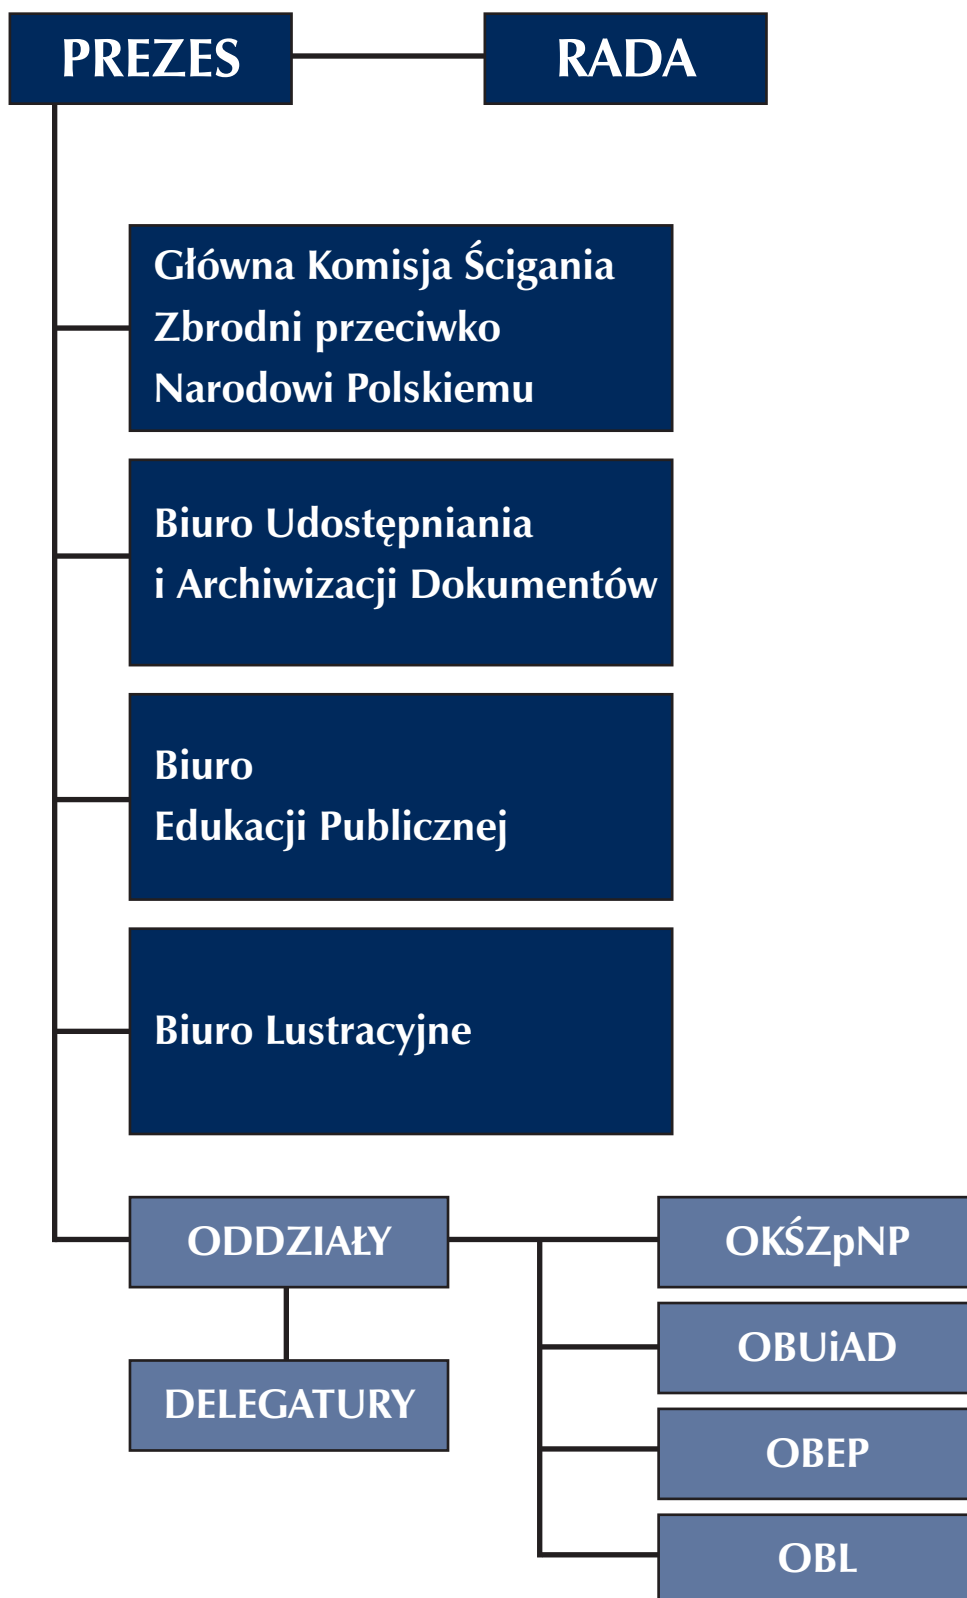 PREZES
RADA
Główna Komisja Ścigania
Zbrodni przeciwko
Narodowi Polskiemu
Biuro Udostępniania
i Archiwizacji Dokumentów
Biuro
Edukacji Publicznej
Biuro Lustracyjne
ODDZIAŁY
DELEGATURY
OKŚZpNP
OBUiAD
OBEP
OBL